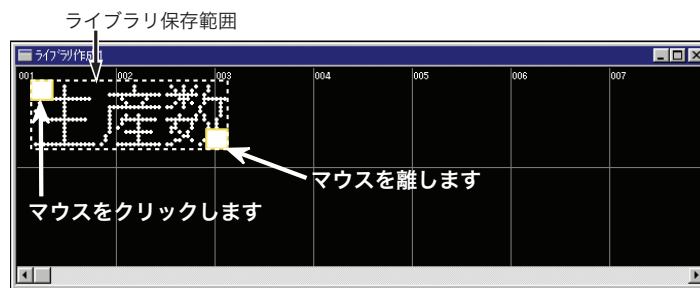 ライブラリ保存範囲
ライブラリ作成 1
001 002 003 004 005 006 007
生産数
マウスを離します
マウスをクリックします